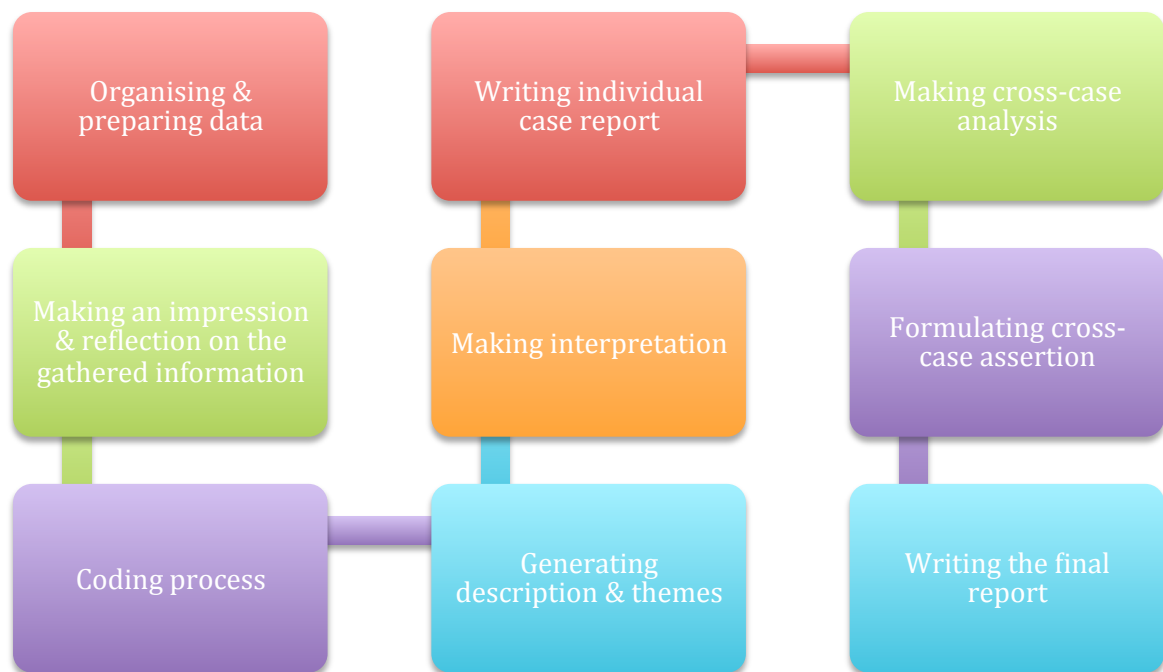 Organising &
preparing data
Making an impression
& reflection on the
gathered information
Coding process
Generating
description & themes
Making interpretation
Writing individual
case report
Making cross-case
analysis
Formulating cross-
case assertion
Writing the final
report